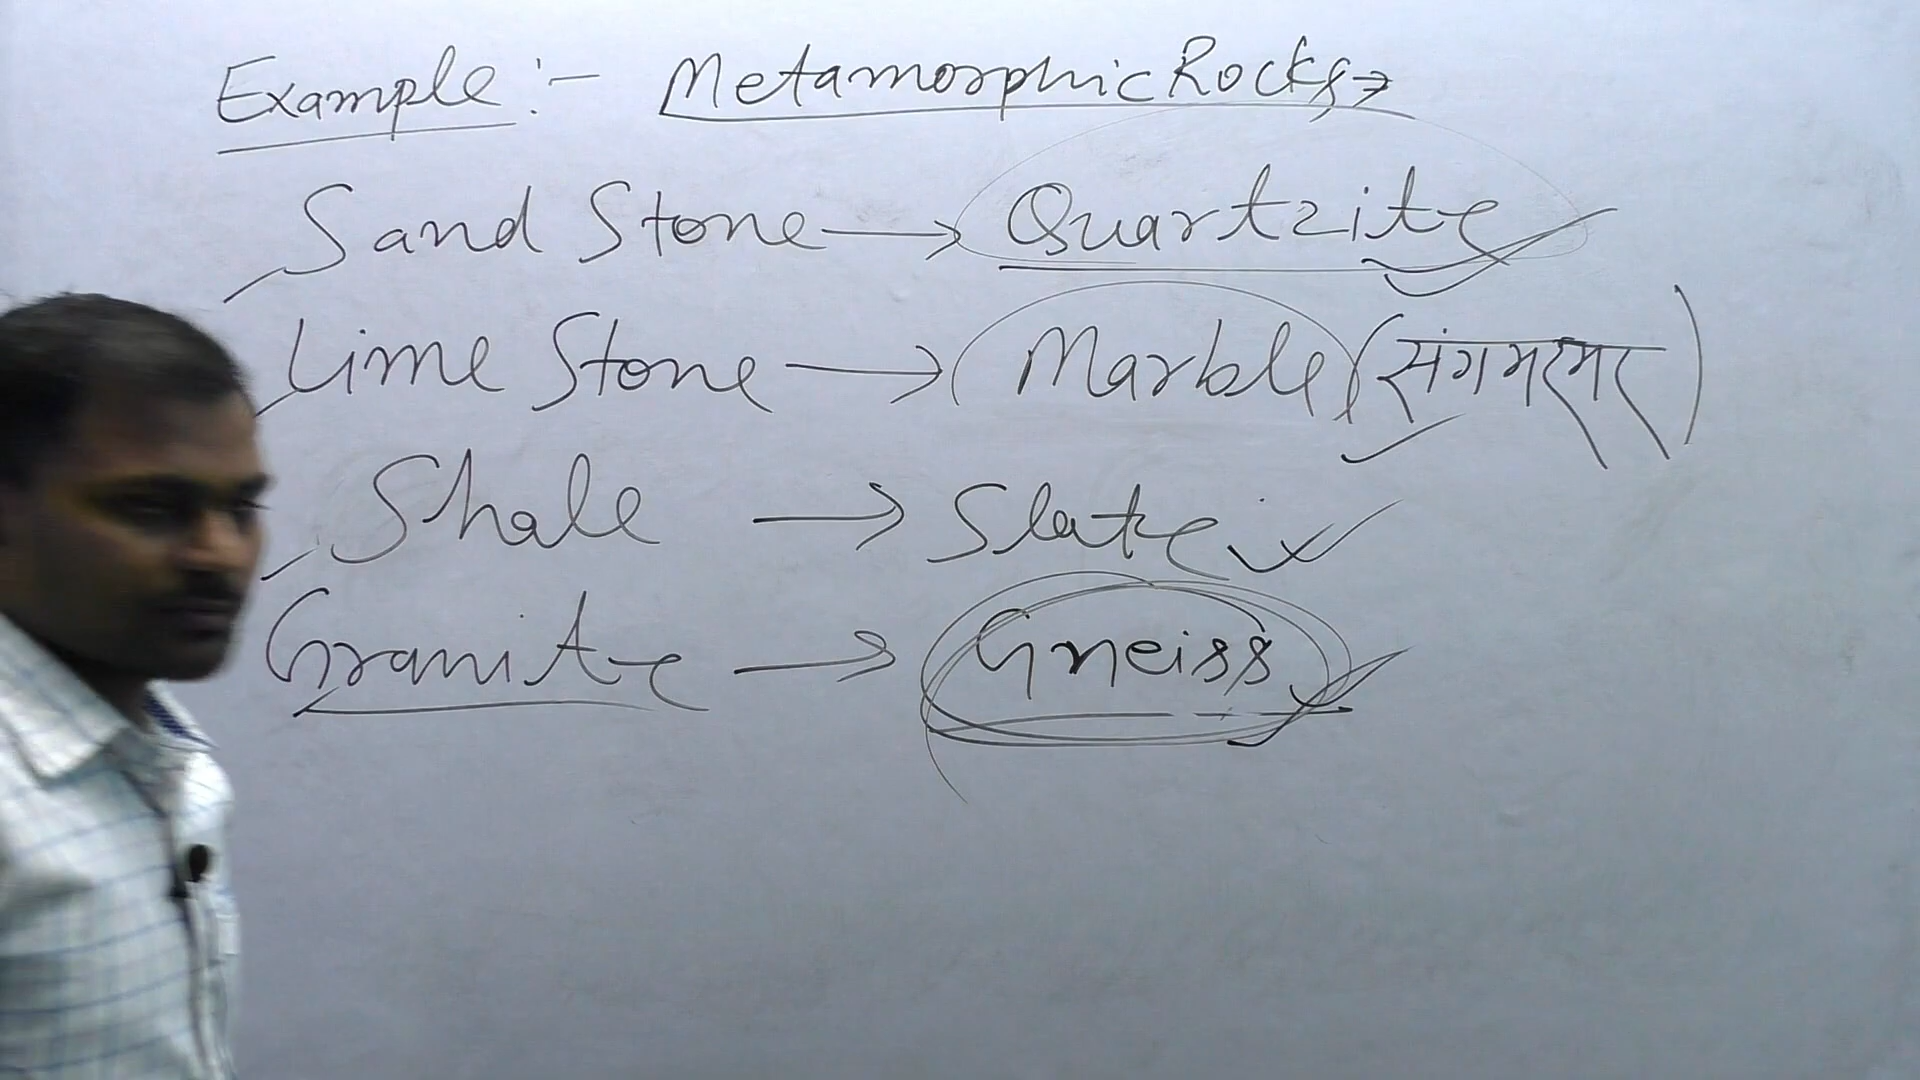 Example :- Metamorphic Rocks →
Sand Stone → Quartzite
Lime Stone → Marble (संगमरमर)
Shale → Slate
Granite → Gneiss